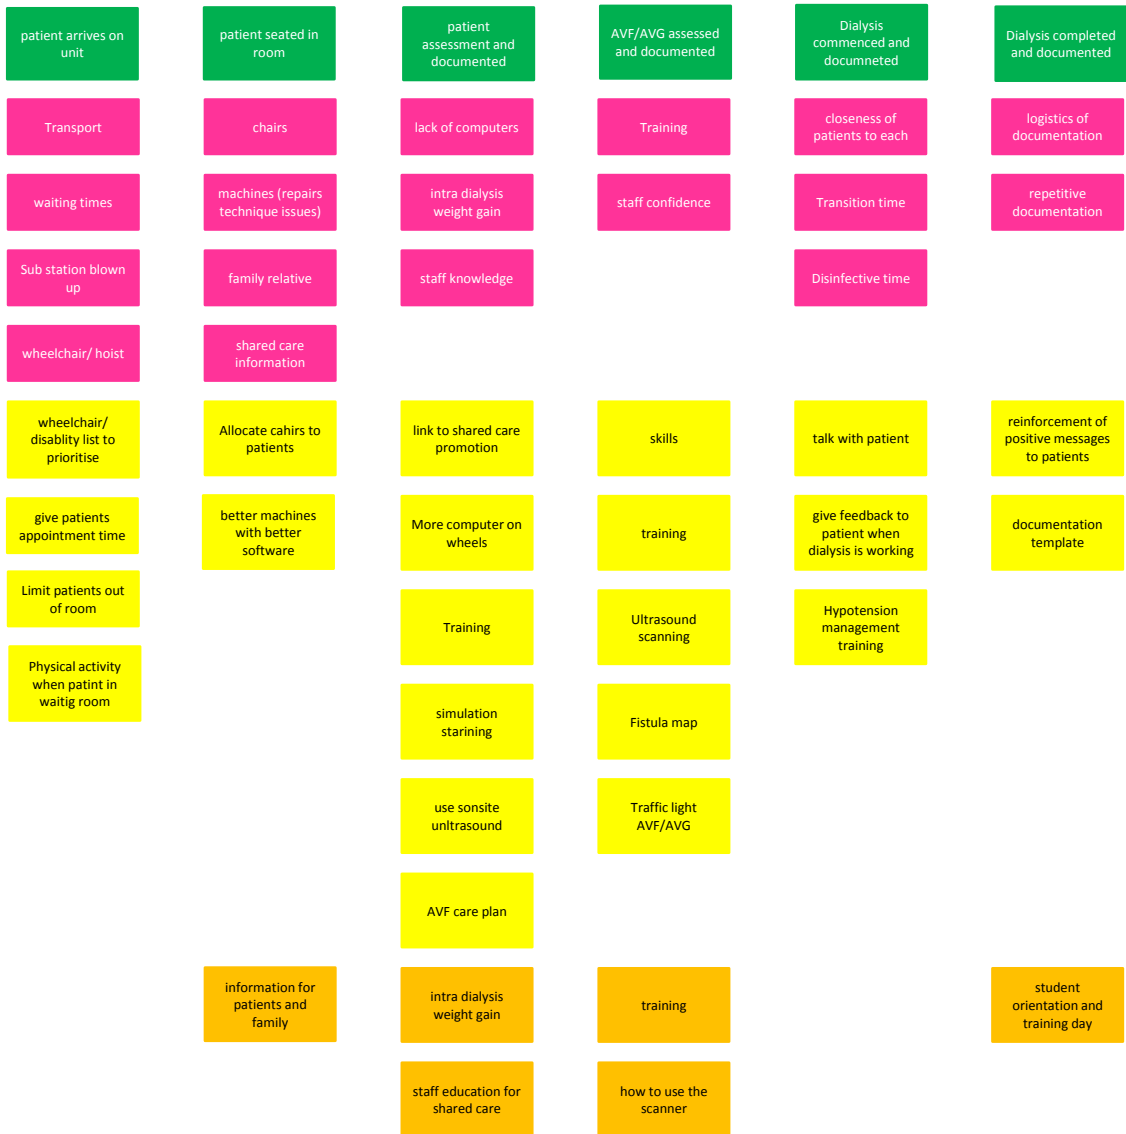 patient arrives on
unit
patient seated in
room
patient
assessment and
documented
AVF/AVG assessed
and documented
Dialysis
commenced and
documneted
Dialysis completed
and documented
Transport
chairs
lack of computers
Training
closeness of
patients to each
logistics of
documentation
waiting times
machines (repairs
technique issues)
intra dialysis
weight gain
staff confidence
Transition time
repetitive
documentation
Sub station blown
up
family relative
staff knowledge
Disinfective time
wheelchair/ hoist
shared care
information
wheelchair/
disablity list to
prioritise
Allocate cahirs to
patients
link to shared care
promotion
skills
talk with patient
reinforcement of
positive messages
to patients
give patients
appointment time
better machines
with better
software
More computer on
wheels
training
give feedback to
patient when
dialysis is working
documentation
template
Limit patients out
of room
Training
Ultrasound
scanning
Hypotension
management
training
Physical activity
when patint in
waitig room
simulation
starining
Fistula map
use sonsite
unltrasound
Traffic light
AVF/AVG
AVF care plan
information for
patients and
family
intra dialysis
weight gain
training
student
orientation and
training day
staff education for
shared care
how to use the
scanner